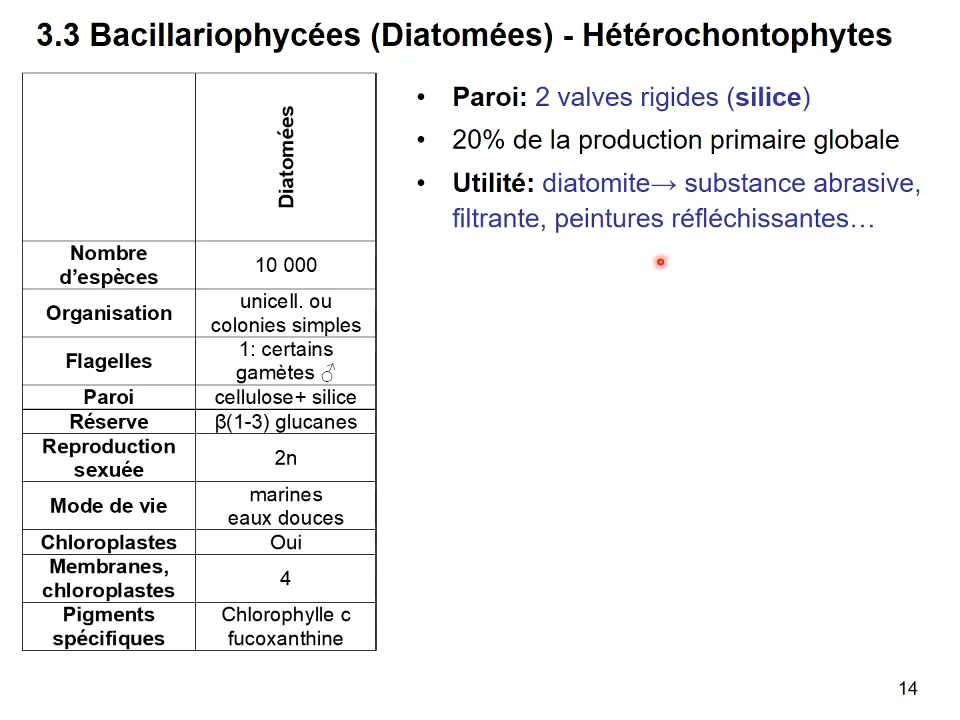 3.3 Bacillariophycées (Diatomées) - Hétérochontophytes
Diatomées
Nombre
d’espèces
10 000
Organisation
unicell. ou
colonies simples
Flagelles
1: certains
gamètes ♂
Paroi
cellulose+ silice
Réserve
β(1-3) glucanes
Reproduction
sexuée
2n
Mode de vie
marines
eaux douces
Chloroplastes
Oui
Membranes,
chloroplastes
4
Pigments
spécifiques
Chlorophylle c
fucoxanthine
• Paroi: 2 valves rigides (silice)
• 20% de la production primaire globale
• Utilité: diatomite→ substance abrasive,
filtrante, peintures réfléchissantes…
14